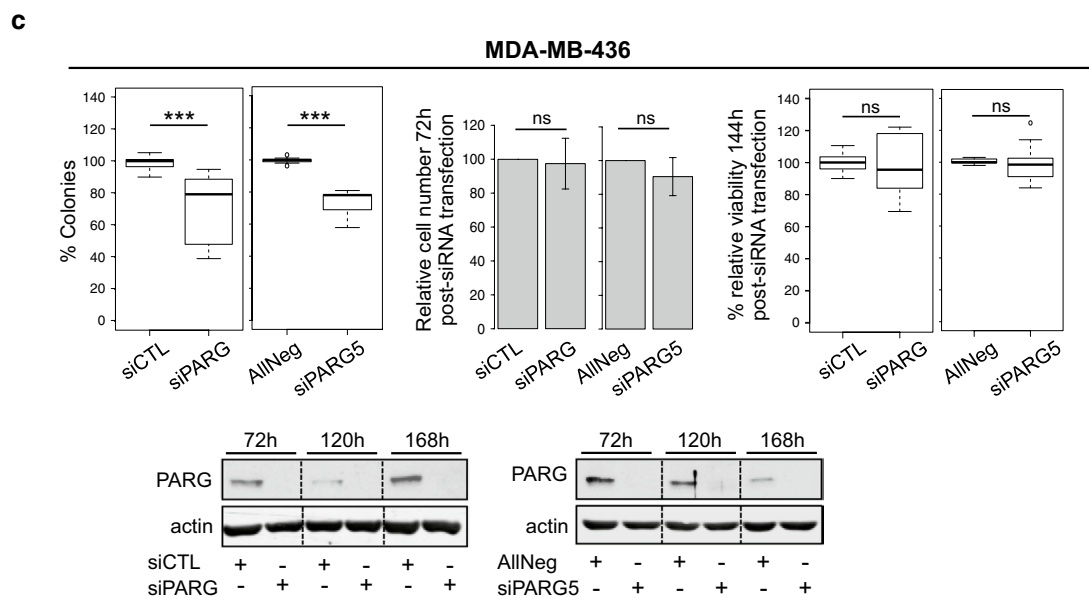 c
MDA-MB-436
% Colonies
140
120
100
80
60
40
20
0
***
***
siCTL
siPARG
AllNeg
siPARG5
Relative cell number 72h
post-siRNA transfection
120
100
80
60
40
20
0
ns
ns
siCTL
siPARG
AllNeg
siPARG5
% relative viability 144h
post-siRNA transfection
140
120
100
80
60
40
20
0
ns
ns
siCTL
siPARG
AllNeg
siPARG5
72h 120h 168h
PARG
actin
siCTL + - + - + -
siPARG - + - + - +
72h 120h 168h
PARG
actin
AllNeg + - + - + -
siPARG5 - + - + - +